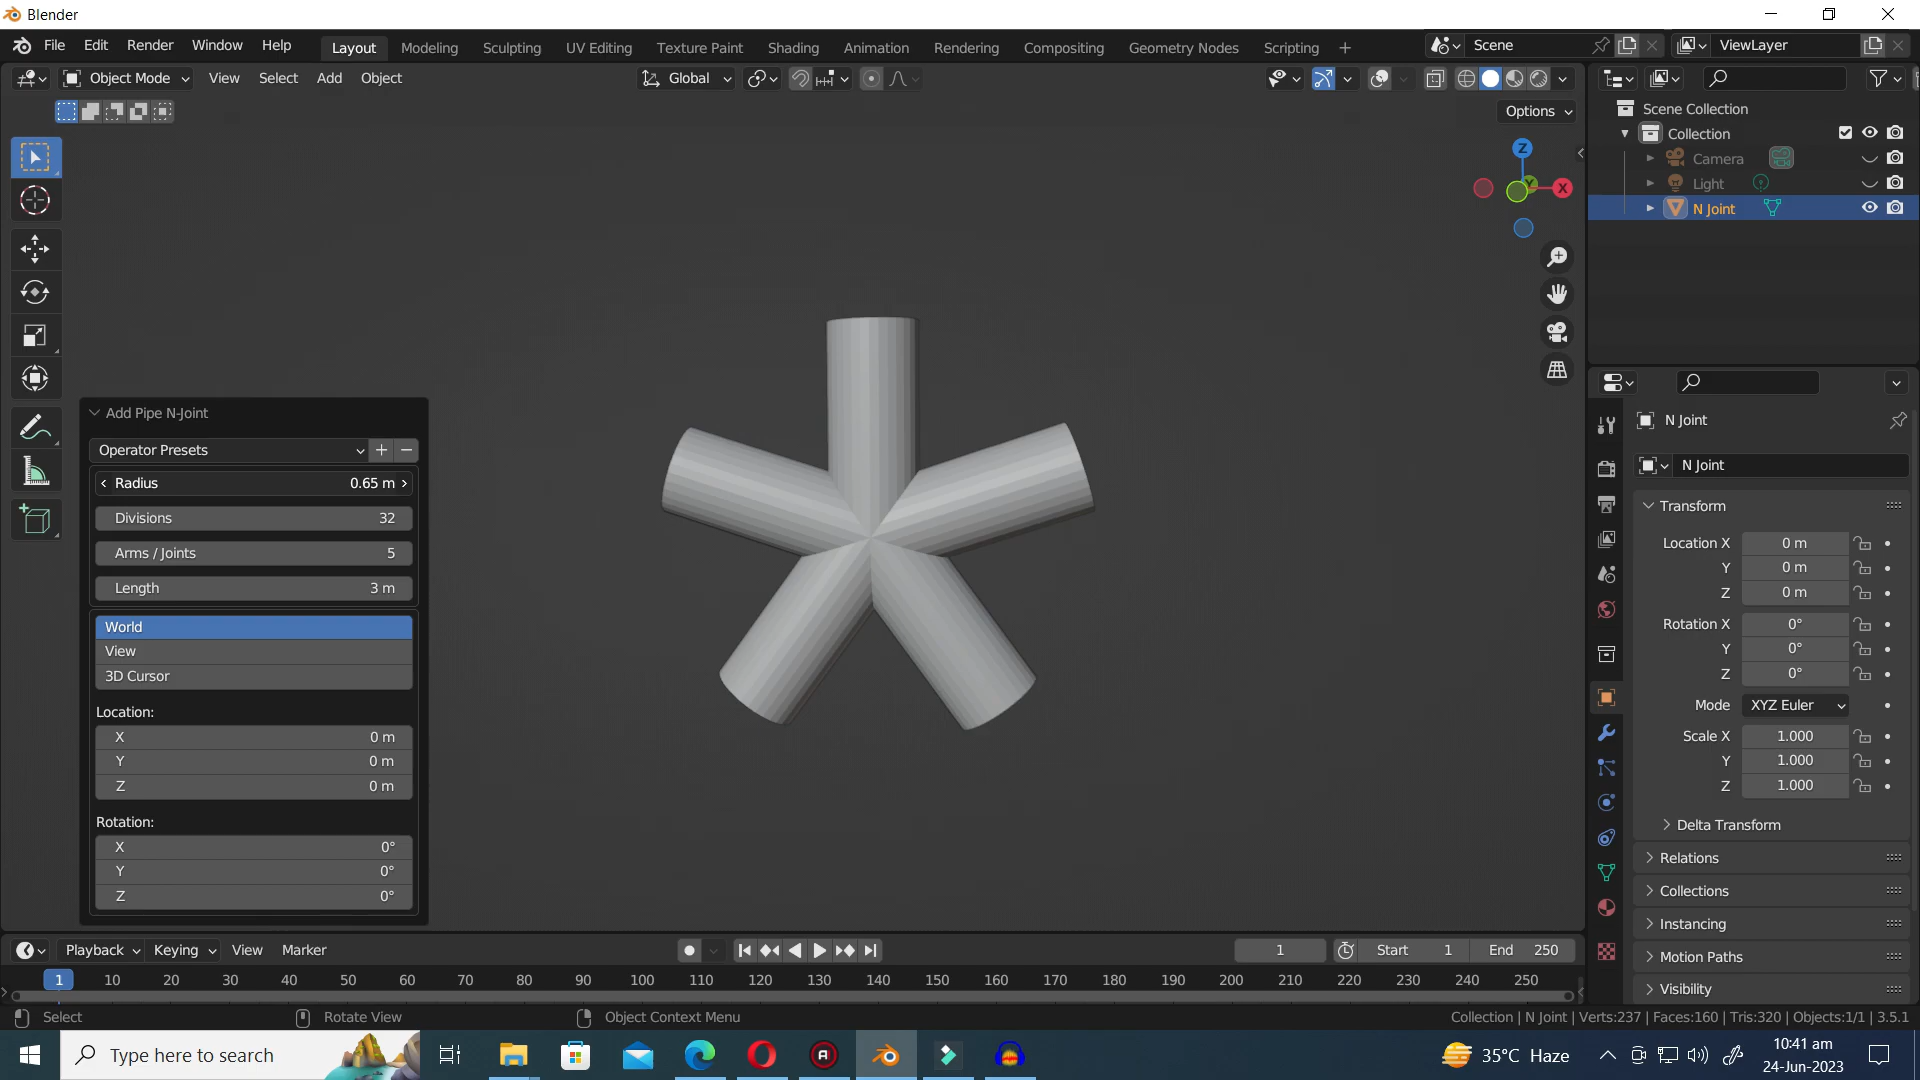 Blender
File Edit Render Window Help Layout Modeling Sculpting UV Editing Texture Paint Shading Animation Rendering Compositing Geometry Nodes Scripting + Scene ViewLayer
Object Mode View Select Add Object Global
Options
Z
Y
X
Scene Collection
Collection
Camera
Light
N Joint
Add Pipe N-Joint
Operator Presets + −
Radius 0.65 m
Divisions 32
Arms / Joints 5
Length 3 m
World
View
3D Cursor
Location:
X 0 m
Y 0 m
Z 0 m
Rotation:
X 0°
Y 0°
Z 0°
N Joint
N Joint
Transform
Location X 0 m
Y 0 m
Z 0 m
Rotation X 0°
Y 0°
Z 0°
Mode XYZ Euler
Scale X 1.000
Y 1.000
Z 1.000
Delta Transform
Relations
Collections
Instancing
Motion Paths
Visibility
Playback Keying View Marker 1 Start 1 End 250
1 10 20 30 40 50 60 70 80 90 100 110 120 130 140 150 160 170 180 190 200 210 220 230 240 250
Select Rotate View Object Context Menu Collection | N Joint | Verts:237 | Faces:160 | Tris:320 | Objects:1/1 | 3.5.1
Type here to search
35°C Haze
10:41 am
24-Jun-2023